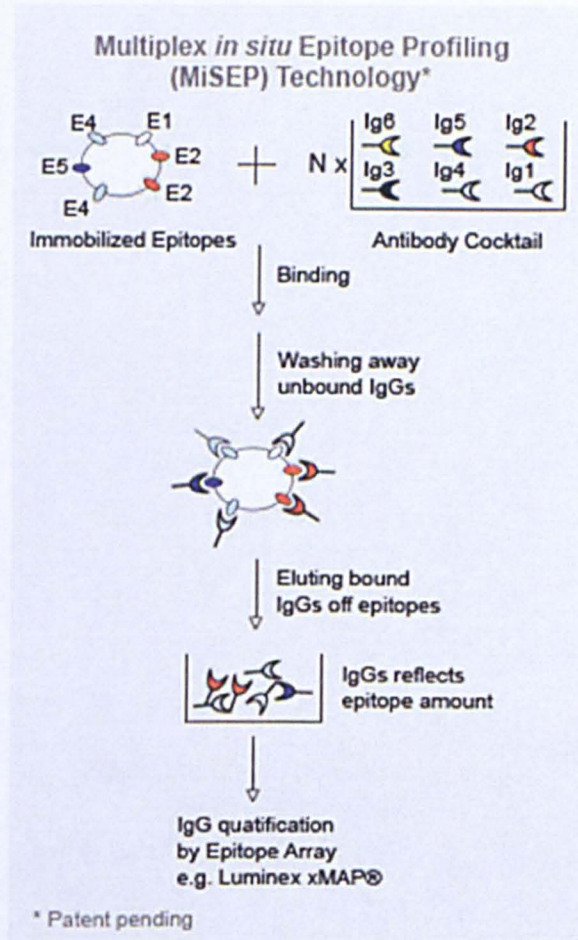 Multiplex in situ Epitope Profiling
(MiSEP) Technology*
E4 E1
E5 E2
E4 E2
N x
Ig6 Ig5 Ig2
Ig3 Ig4 Ig1
Immobilized Epitopes
Antibody Cocktail
Binding
Washing away
unbound IgGs
Eluting bound
IgGs off epitopes
IgGs reflects
epitope amount
IgG quatification
by Epitope Array
e.g. Luminex xMAP®
* Patent pending